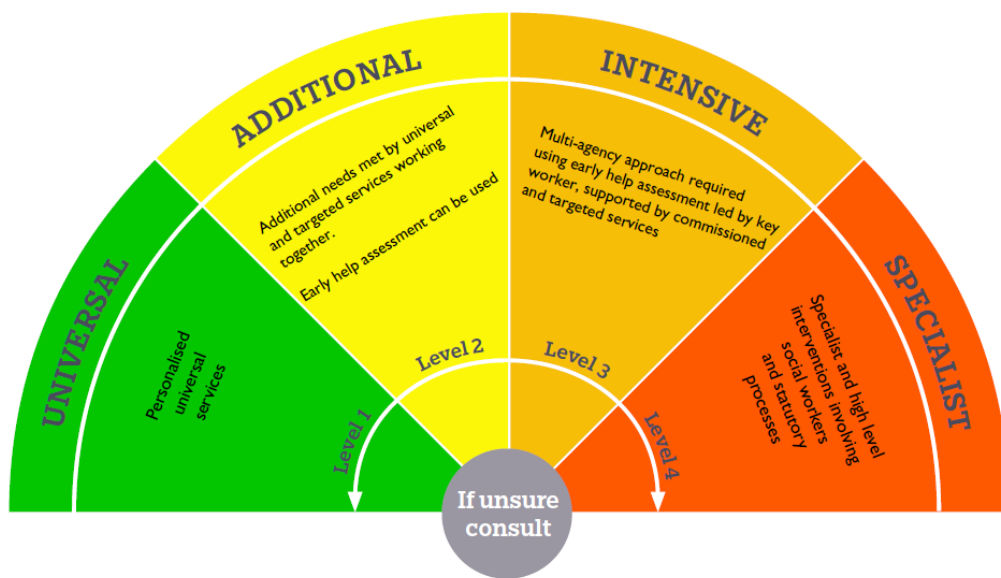 UNIVERSAL
Personalised
universal
services
Level 1
ADDITIONAL
Additional needs met by universal
and targeted services working
together.
Early help assessment can be used
Level 2
INTENSIVE
Multi-agency approach required
using early help assessment led by key
worker, supported by commissioned
and targeted services
Level 3
SPECIALIST
Specialist and high level
interventions involving
social workers
and staturory
processes
Level 4
If unsure
consult